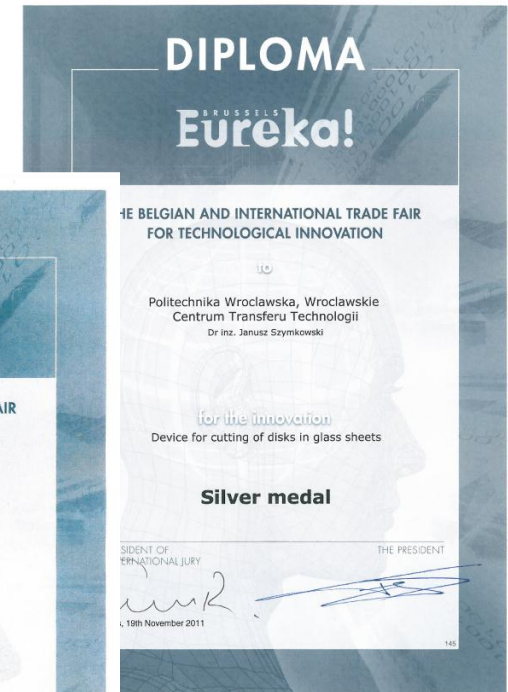 DIPLOMA
BRUSSELS
Eureka!
HE BELGIAN AND INTERNATIONAL TRADE FAIR
FOR TECHNOLOGICAL INNOVATION
to
Politechnika Wroclawska, Wroclawskie
Centrum Transferu Technologii
Dr inz. Janusz Szymkowski
for the innovation
Device for cutting of disks in glass sheets
Silver medal
SIDENT OF
ERNATIONAL JURY
THE PRESIDENT
, 19th November 2011
145
AIR